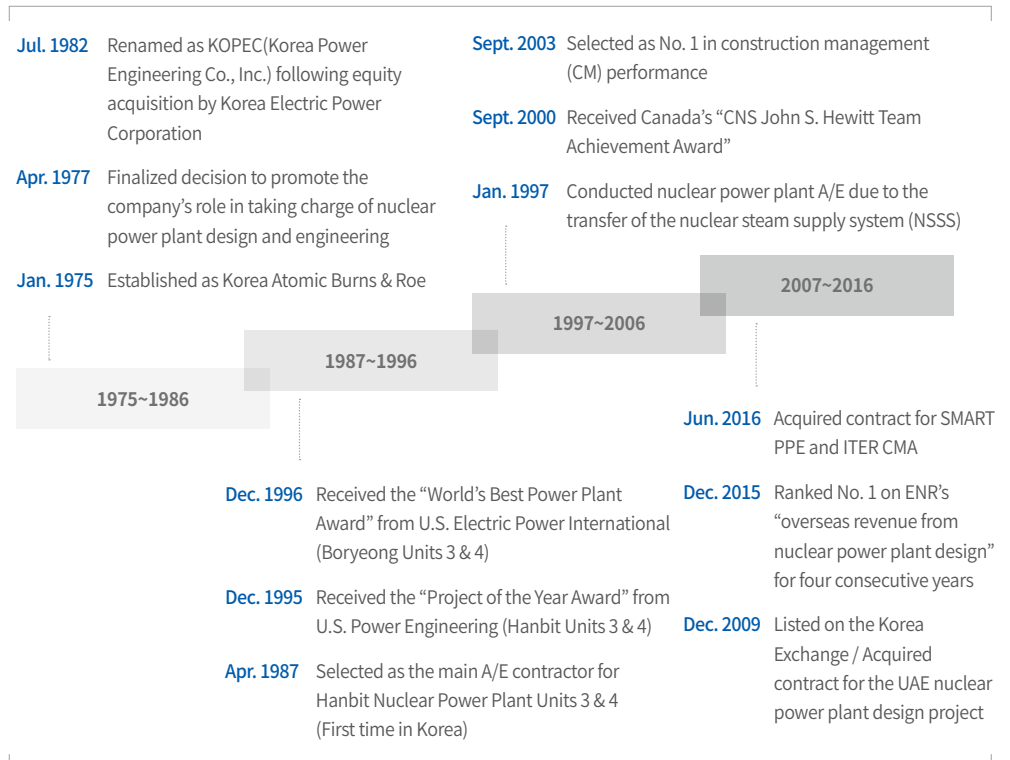 Jul. 1982 Renamed as KOPEC(Korea Power
Engineering Co., Inc.) following equity
acquisition by Korea Electric Power
Corporation
Apr. 1977 Finalized decision to promote the
company's role in taking charge of nuclear
power plant design and engineering
Jan. 1975 Established as Korea Atomic Burns & Roe
1975~1986
1987~1996
Dec. 1996 Received the “World's Best Power Plant
Award” from U.S. Electric Power International
(Boryeong Units 3 & 4)
Dec. 1995 Received the “Project of the Year Award” from
U.S. Power Engineering (Hanbit Units 3 & 4)
Apr. 1987 Selected as the main A/E contractor for
Hanbit Nuclear Power Plant Units 3 & 4
(First time in Korea)
Sept. 2003 Selected as No. 1 in construction management
(CM) performance
Sept. 2000 Received Canada's “CNS John S. Hewitt Team
Achievement Award”
Jan. 1997 Conducted nuclear power plant A/E due to the
transfer of the nuclear steam supply system (NSSS)
1997~2006
2007~2016
Jun. 2016 Acquired contract for SMART
PPE and ITER CMA
Dec. 2015 Ranked No. 1 on ENR's
“overseas revenue from
nuclear power plant design”
for four consecutive years
Dec. 2009 Listed on the Korea
Exchange / Acquired
contract for the UAE nuclear
power plant design project